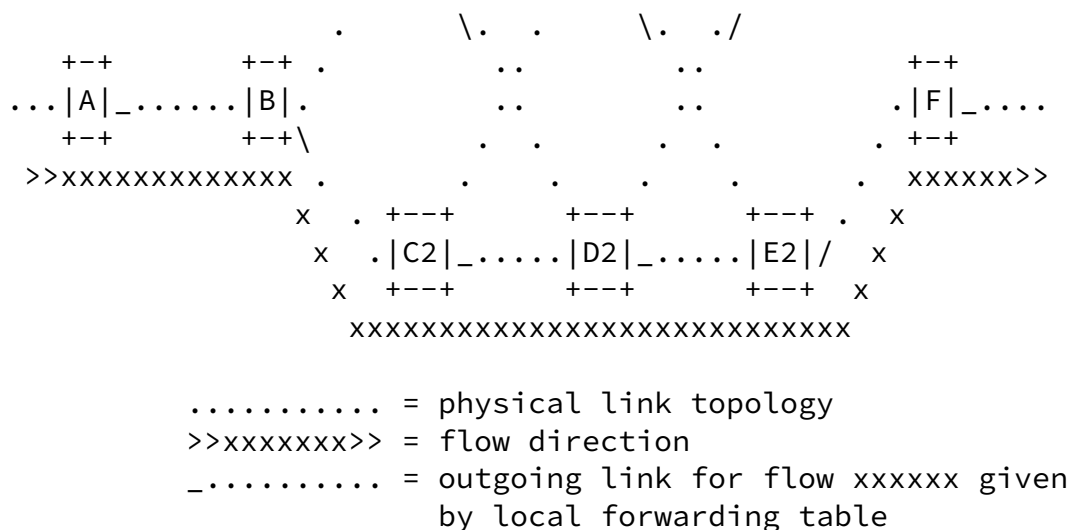 .      \.  .     \.  ./
   +-+       +-+ .         ..        ..           +-+
...|A|_......|B|.          ..        ..          .|F|_....
   +-+       +-+\         .  .      .  .        . +-+
 >>xxxxxxxxxxxxx .       .    .    .    .      .  xxxxxx>>
                x  . +--+      +--+      +--+ .  x
                 x  .|C2|_.....|D2|_.....|E2|/  x
                  x  +--+      +--+      +--+  x
                   xxxxxxxxxxxxxxxxxxxxxxxxxxxx
          ........... = physical link topology
          >>xxxxxxx>> = flow direction
          _.......... = outgoing link for flow xxxxxx given
                        by local forwarding table